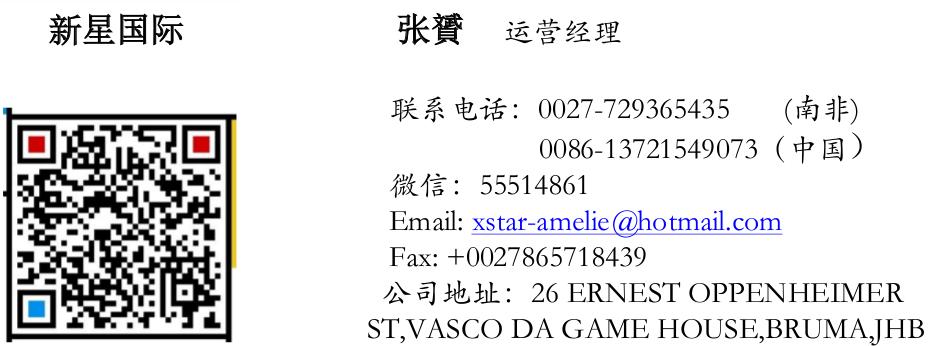 新星国际
张贇 运营经理
联系电话：0027-729365435 (南非)
0086-13721549073（中国）
微信：55514861
Email: xstar-amelie@hotmail.com
Fax: +0027865718439
公司地址：26 ERNEST OPPENHEIMER
ST,VASCO DA GAME HOUSE,BRUMA,JHB